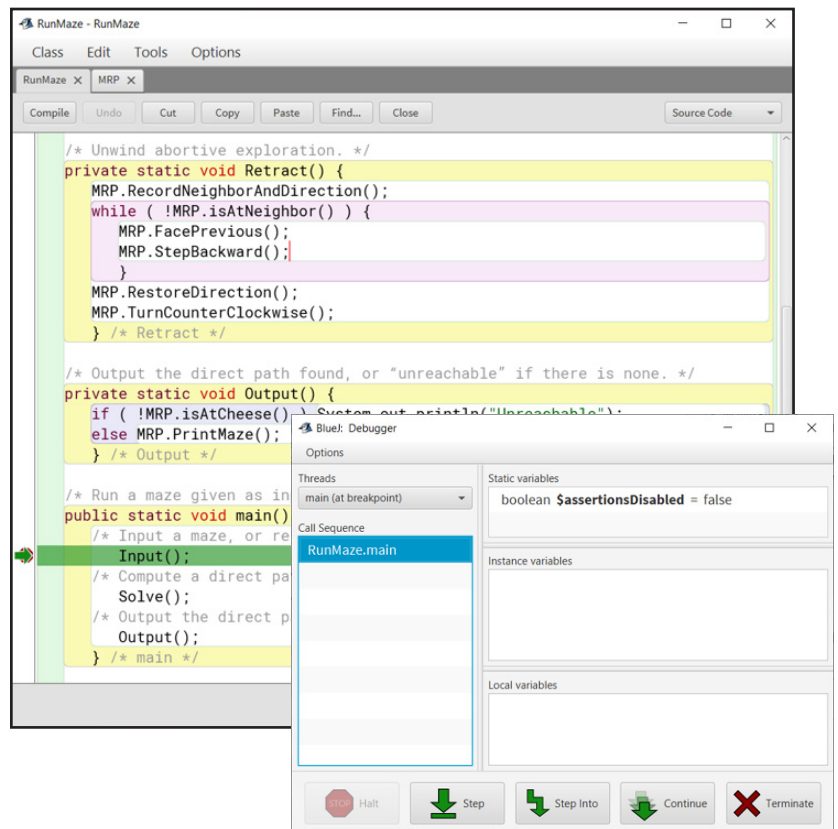 RunMaze - RunMaze
Class Edit Tools Options
RunMaze X MRP X
Compile Undo Cut Copy Paste Find... Close Source Code
/* Unwind abortive exploration. */
private static void Retract() {
MRP.RecordNeighborAndDirection();
while ( !MRP.isAtNeighbor() ) {
MRP.FacePrevious();
MRP.StepBackward();
}
MRP.RestoreDirection();
MRP.TurnCounterClockwise();
} /* Retract */
/* Output the direct path found, or “unreachable” if there is none. */
private static void Output() {
if ( !MRP.isAtCheese() ) System.out.println("Unreachable");
else MRP.PrintMaze();
} /* Output */
/* Run a maze given as in
public static void main()
/* Input a maze, or re
Input();
/* Compute a direct pa
Solve();
/* Output the direct p
Output();
} /* main */
BlueJ: Debugger
Options
Threads
main (at breakpoint)
Call Sequence
RunMaze.main
Static variables
boolean $assertionsDisabled = false
Instance variables
Local variables
STOP Halt Step Step Into Continue Terminate